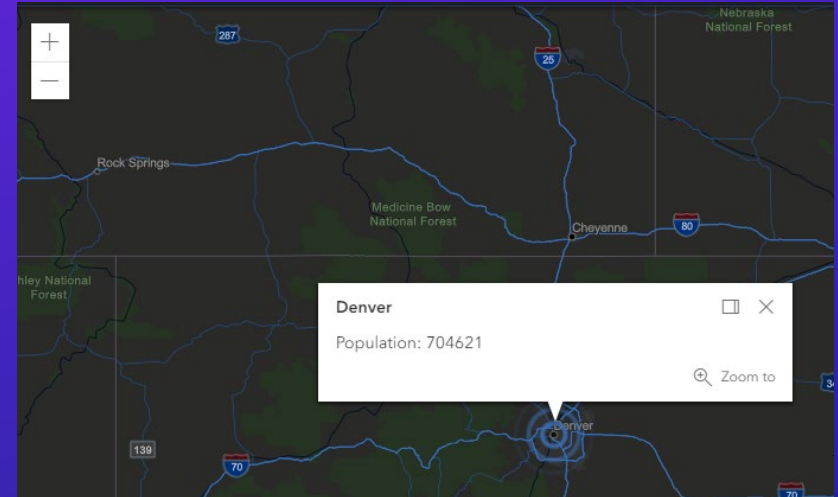 Nebraska
National Forest
+
287
25
−
Rock Springs
Medicine Bow
National Forest
Cheyenne
80
hley National
Forest
Denver
Population: 704621
Zoom to
34
Denver
139
70
70